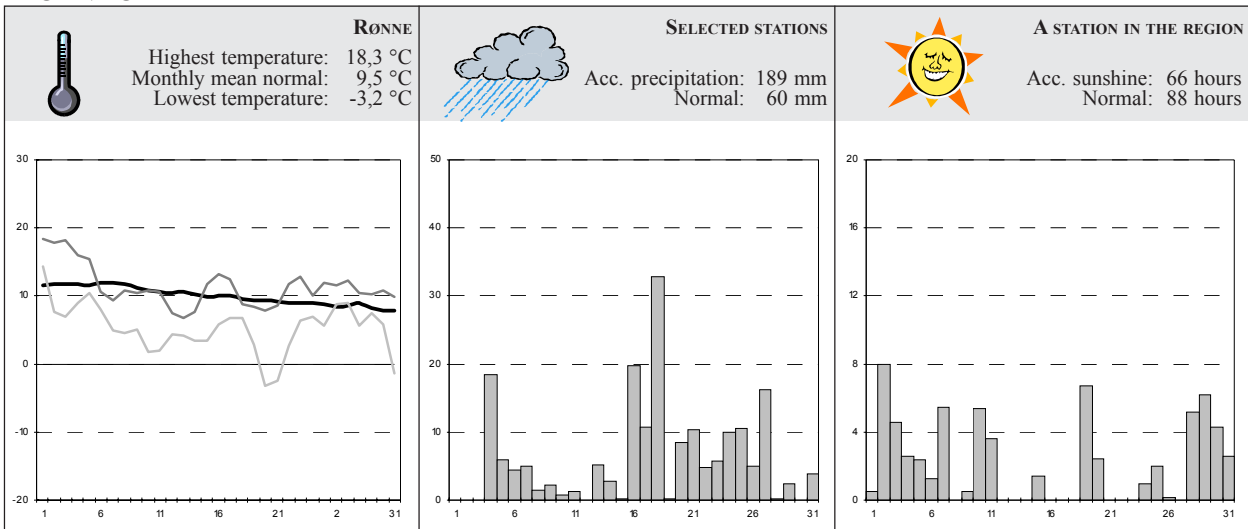 RØNNE
Highest temperature: 18,3 °C
Monthly mean normal: 9,5 °C
Lowest temperature: -3,2 °C
SELECTED STATIONS
Acc. precipitation: 189 mm
Normal: 60 mm
A STATION IN THE REGION
Acc. sunshine: 66 hours
Normal: 88 hours
30
20
10
0
-10
-20
1 6 11 16 21 2 31
50
40
30
20
10
0
1 6 11 16 21 26 31
20
16
12
8
4
0
1 6 11 16 21 26 31